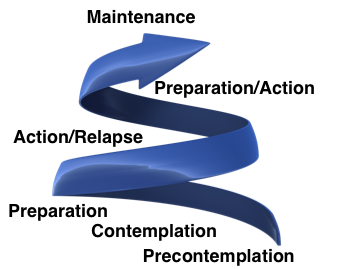 Maintenance
Preparation/Action
Action/Relapse
Preparation
Contemplation
Precontemplation